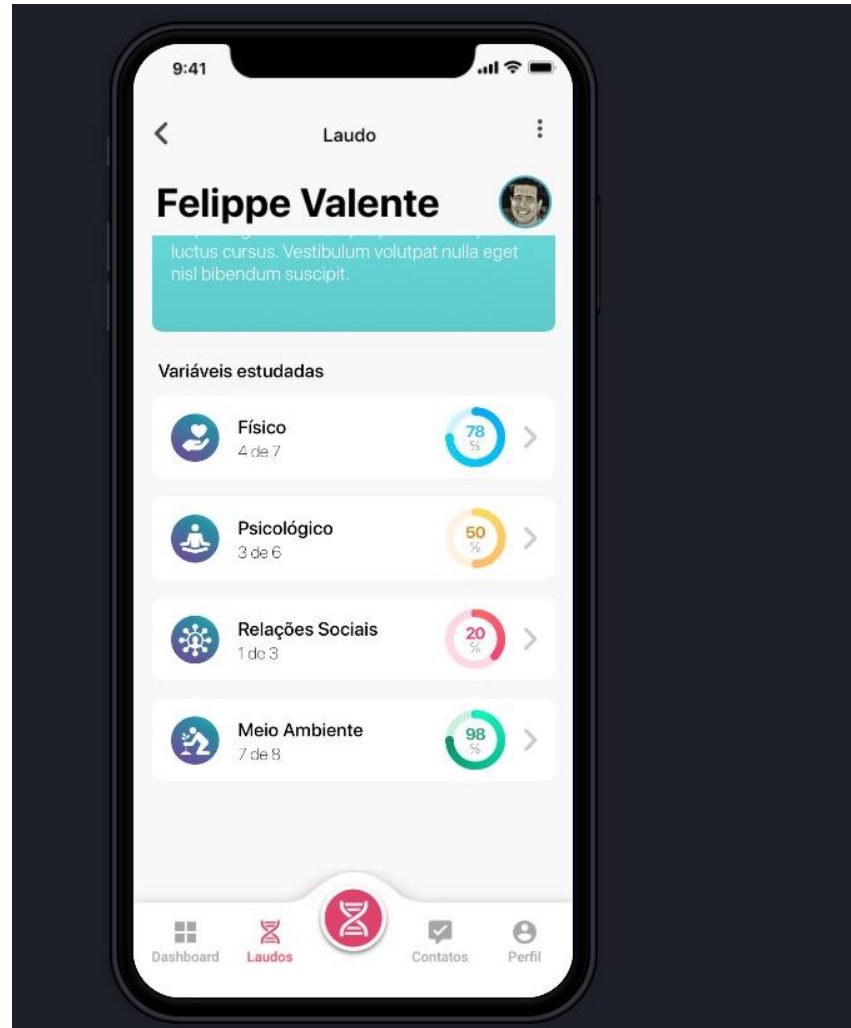 9:41
Laudo
Felippe Valente
luctus cursus. Vestibulum volutpat nulla eget
nisl bibendum suscipit.
Variáveis estudadas
Físico
4 de 7
78
%
Psicológico
3 de 6
50
%
Relações Sociais
1 de 3
20
%
Meio Ambiente
7 de 8
98
%
Dashboard
Laudos
Contatos
Perfil